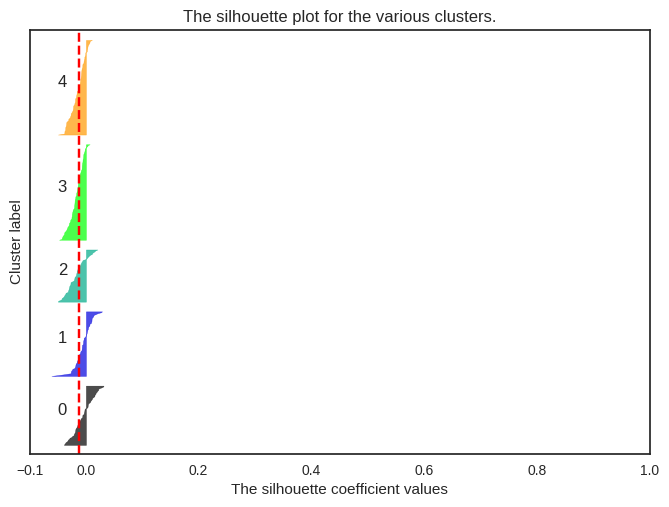 The silhouette plot for the various clusters.
Cluster label
4
3
2
1
0
−0.1 0.0 0.2 0.4 0.6 0.8 1.0
The silhouette coefficient values